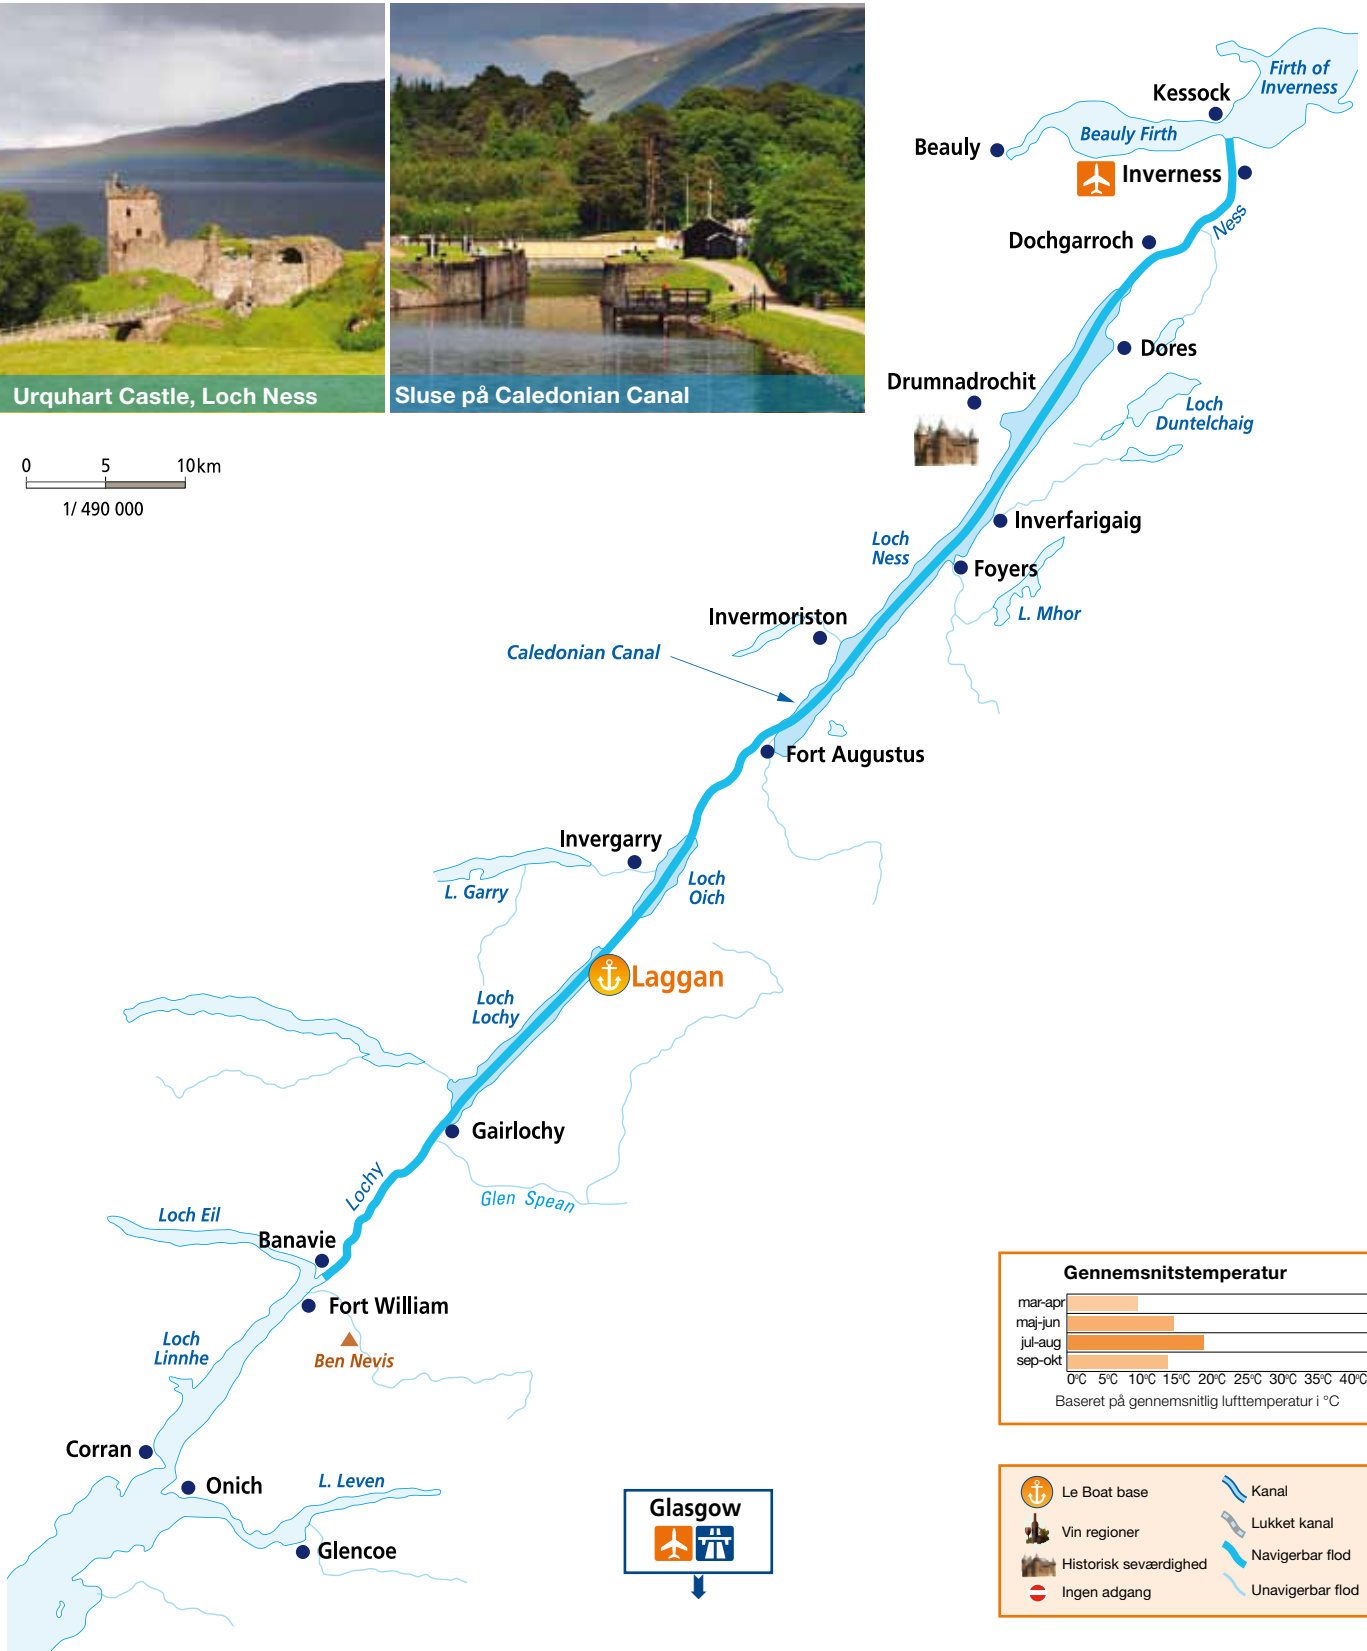 Urquhart Castle, Loch Ness
Sluse på Caledonian Canal
0 5 10km
1/ 490 000
Firth of
Inverness
Kessock
Beauly Firth
Beauly
Inverness
Ness
Dochgarroch
Dores
Drumnadrochit
Loch
Duntelchaig
Inverfarigaig
Loch
Ness
Foyers
L. Mhor
Invermoriston
Caledonian Canal
Fort Augustus
Invergarry
L. Garry
Loch
Oich
Laggan
Loch
Lochy
Gairlochy
Lochy
Glen Spean
Loch Eil
Banavie
Fort William
Ben Nevis
Loch
Linnhe
Corran
Onich
L. Leven
Glencoe
Glasgow
Gennemsnitstemperatur
mar-apr
maj-jun
jul-aug
sep-okt
0°C 5°C 10°C 15°C 20°C 25°C 30°C 35°C 40°C
Baseret på gennemsnitlig lufttemperatur i °C
Le Boat base
Vin regioner
Historisk seværdighed
Ingen adgang
Kanal
Lukket kanal
Navigerbar flod
Unavigerbar flod